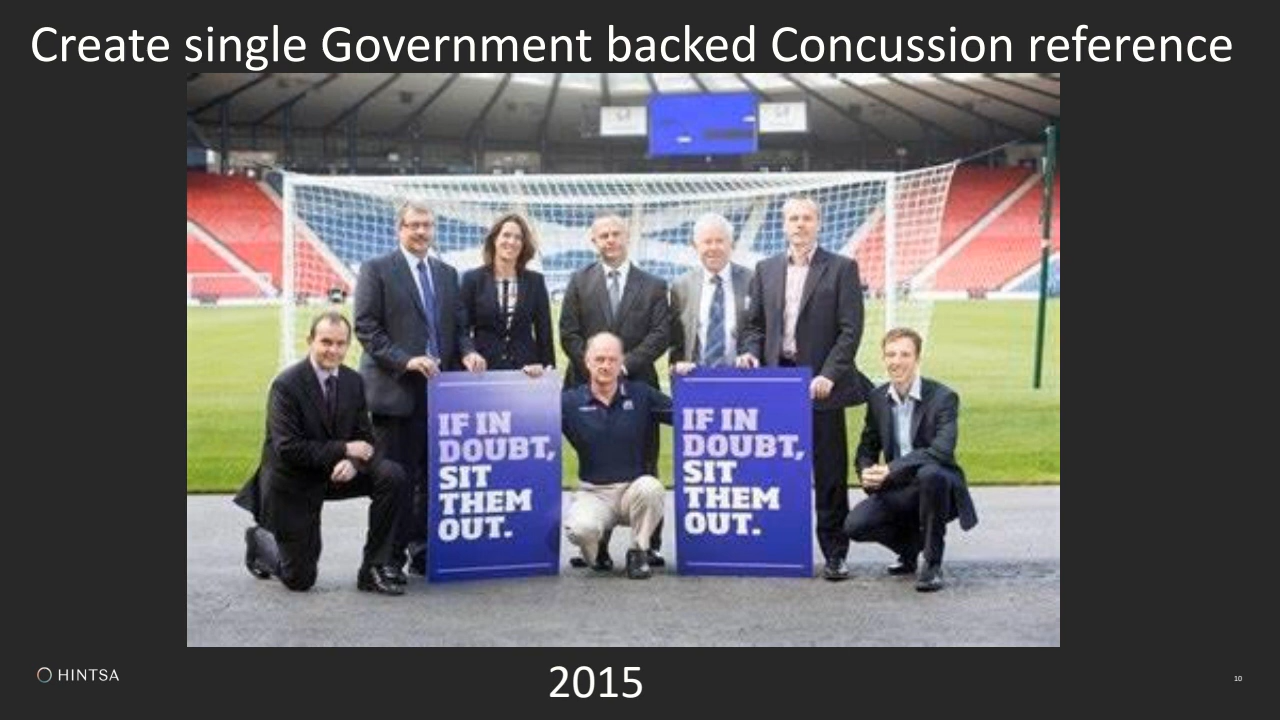 Create single Government backed Concussion reference
IF IN
DOUBT,
SIT
THEM
OUT.
IF IN
DOUBT,
SIT
THEM
OUT.
HINTSA
2015
10